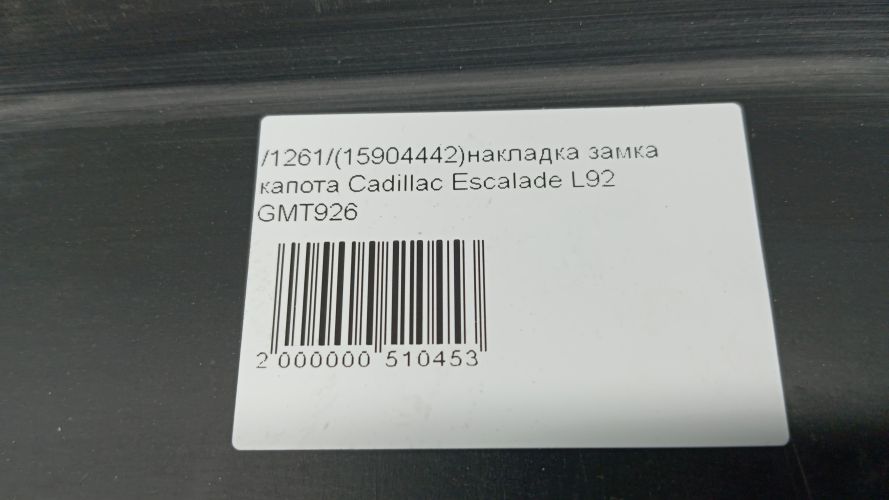 /1261/(15904442)накладка замка
капота Cadillac Escalade L92
GMT926
2 000000 510453